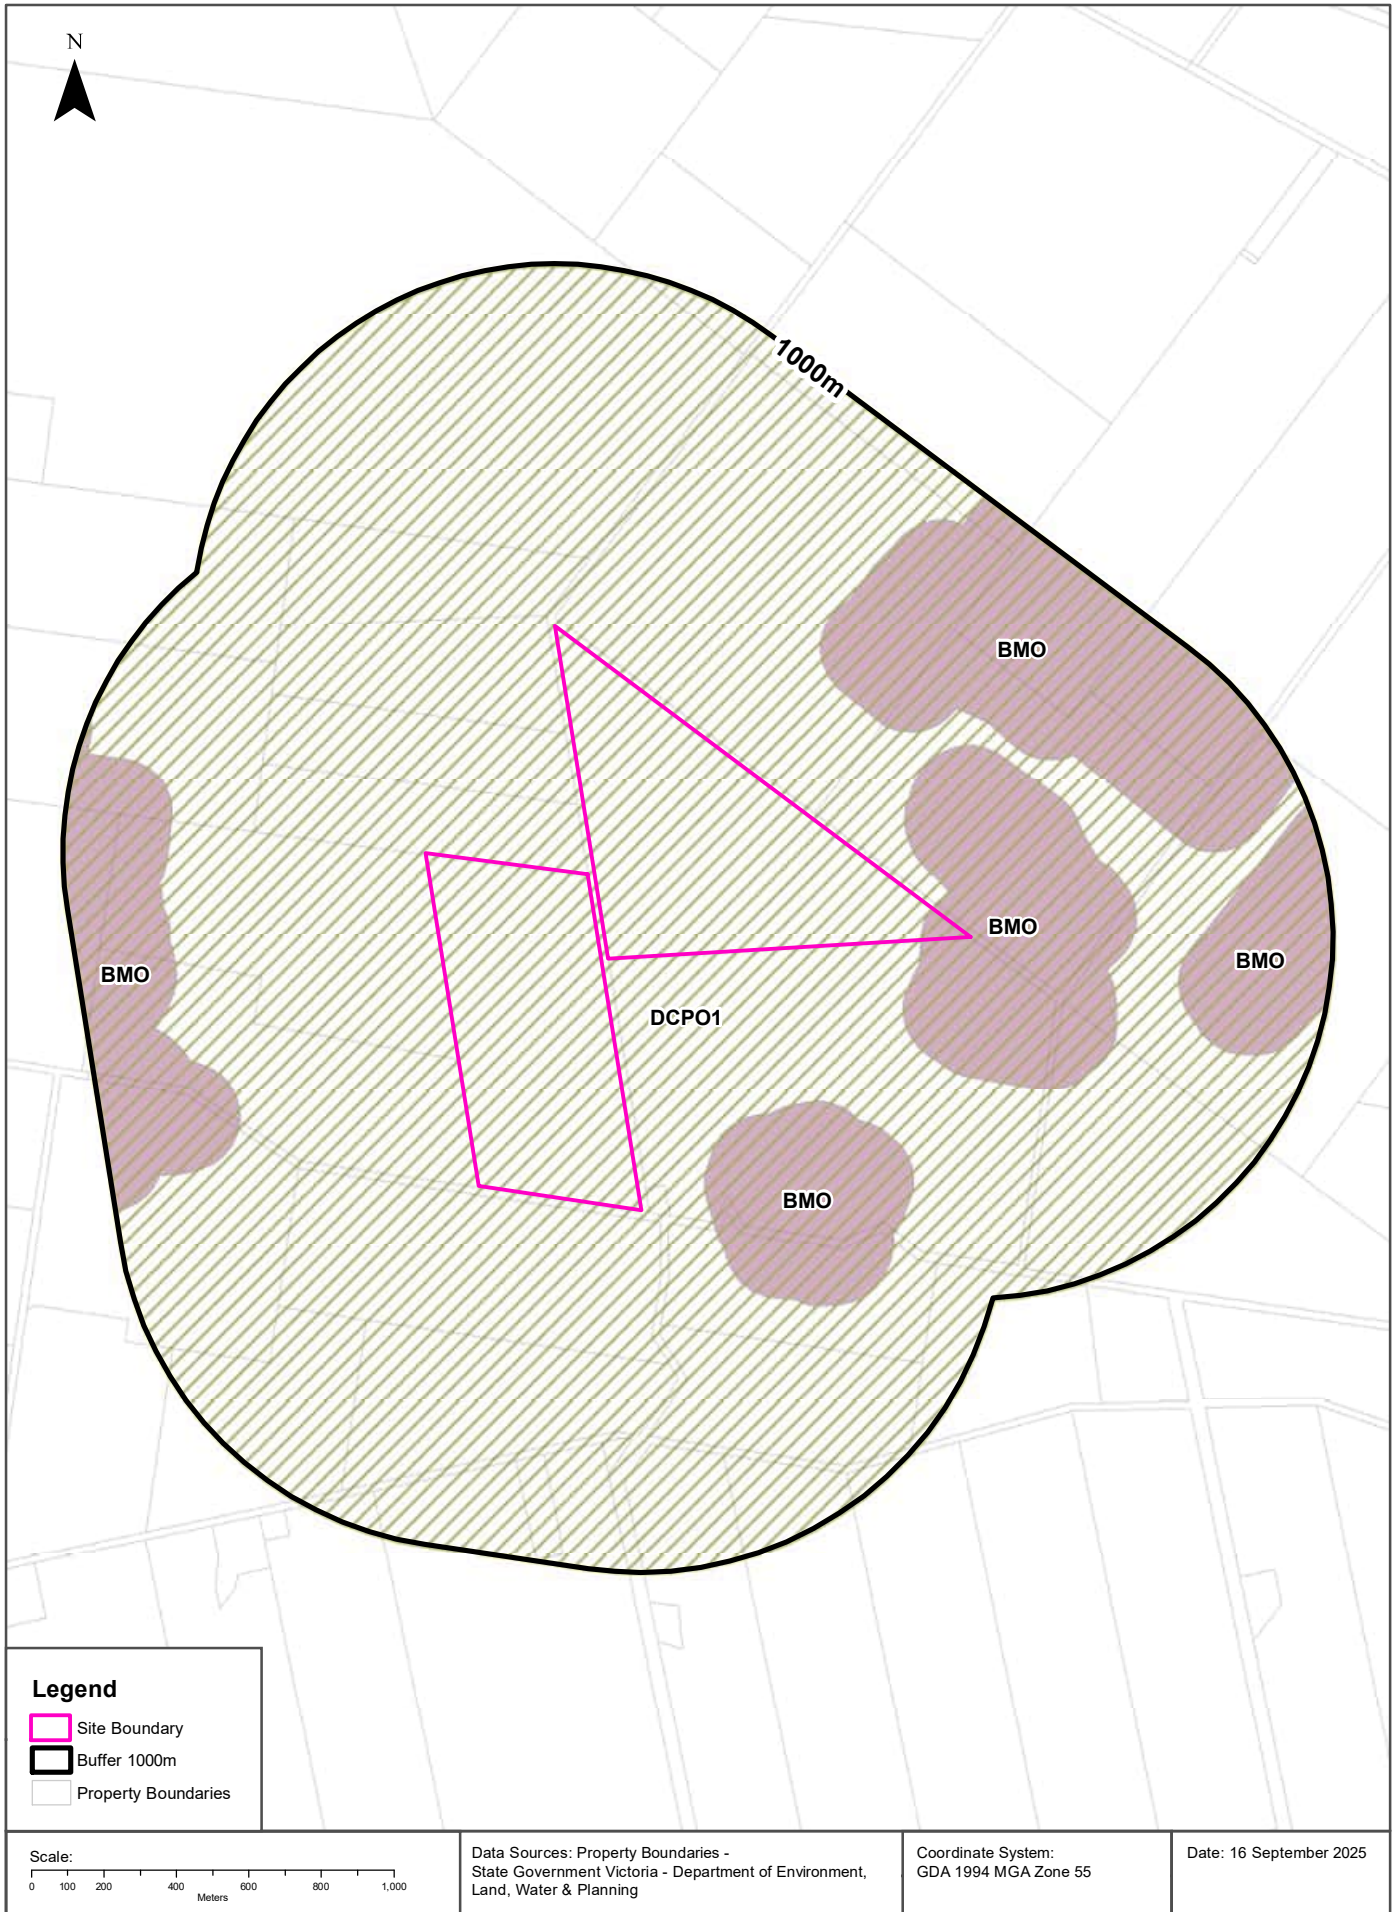 N
1000m
BMO
BMO
BMO
BMO
DCPO1
BMO
Legend
Site Boundary
Buffer 1000m
Property Boundaries
Scale:
0 100 200 400 600 800 1,000
Meters
Data Sources: Property Boundaries -
State Government Victoria - Department of Environment,
Land, Water & Planning
Coordinate System:
GDA 1994 MGA Zone 55
Date: 16 September 2025